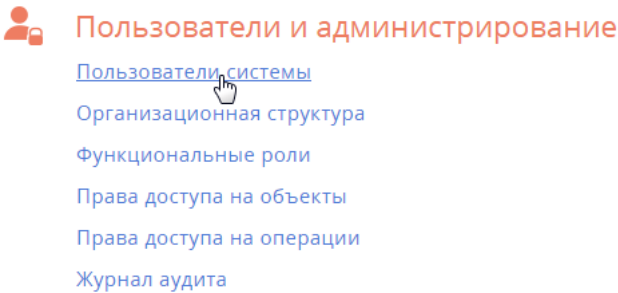 Пользователи и администрирование
Пользователи системы
Организационная структура
Функциональные роли
Права доступа на объекты
Права доступа на операции
Журнал аудита